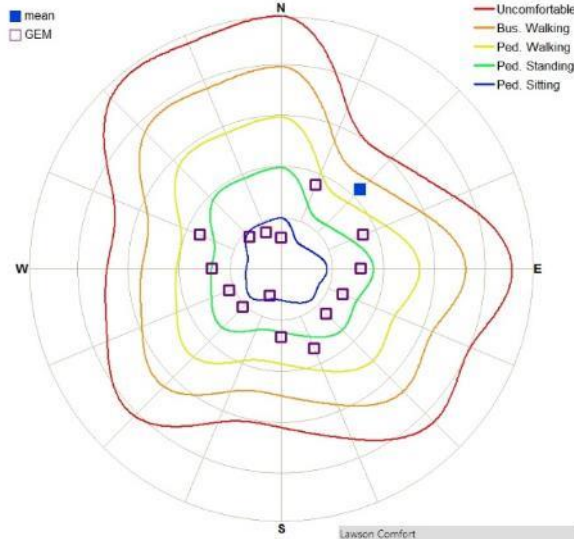 mean
GEM
N
Uncomfortable
Bus. Walking
Ped. Walking
Ped. Standing
Ped. Sitting
W
E
S
Lawson Comfort